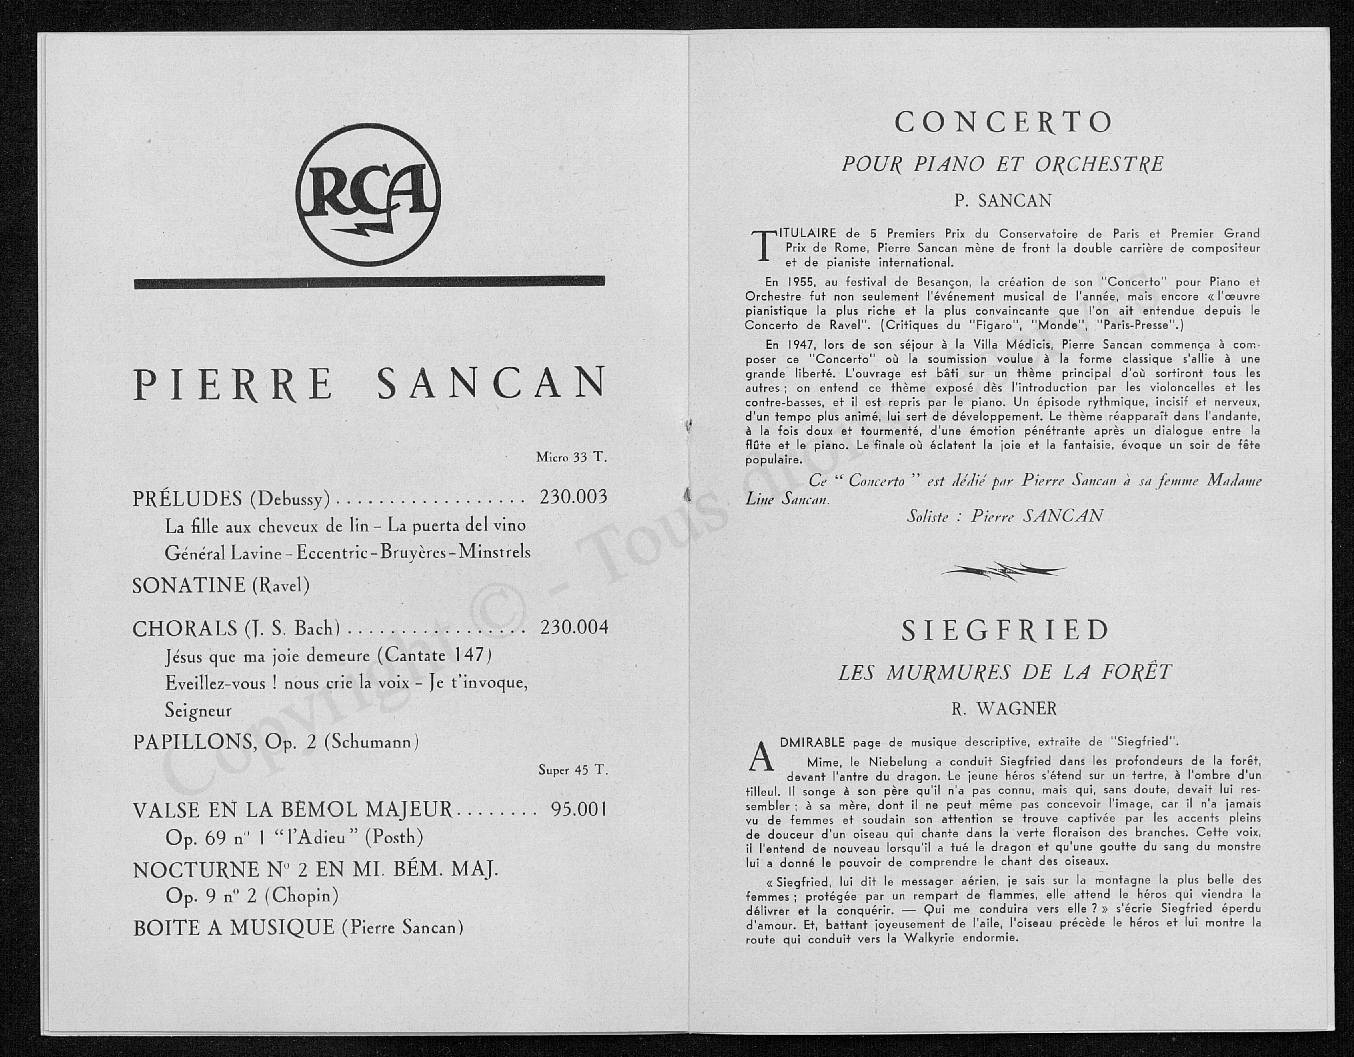 RCA
PIERRE SANCAN
Micro 33 T.
PRÉLUDES (Debussy) . . . . . . . . . . . . . . . . . . 230.003
La fille aux cheveux de lin – La puerta del vino
Général Lavine – Eccentric – Bruyères – Minstrels
SONATINE (Ravel)
CHORALS (J. S. Bach) . . . . . . . . . . . . . . . . . 230.004
Jésus que ma joie demeure (Cantate 147)
Eveillez-vous ! nous crie la voix – Je t'invoque,
Seigneur
PAPILLONS, Op. 2 (Schumann)
Super 45 T.
VALSE EN LA BÉMOL MAJEUR . . . . . . . . 95.001
Op. 69 n° 1 “l'Adieu” (Posth)
NOCTURNE N° 2 EN MI. BÉM. MAJ.
Op. 9 n° 2 (Chopin)
BOITE A MUSIQUE (Pierre Sancan)
CONCERTO
POUR PIANO ET ORCHESTRE
P. SANCAN
TITULAIRE de 5 Premiers Prix du Conservatoire de Paris et Premier Grand
Prix de Rome, Pierre Sancan mène de front la double carrière de compositeur
et de pianiste international.
En 1955, au festival de Besançon, la création de son "Concerto" pour Piano et
Orchestre fut non seulement l'événement musical de l'année, mais encore « l'œuvre
pianistique la plus riche et la plus convaincante que l'on ait entendue depuis le
Concerto de Ravel". (Critiques du "Figaro", "Monde", "Paris-Presse".)
En 1947, lors de son séjour à la Villa Médicis, Pierre Sancan commença à com-
poser ce "Concerto" où la soumission voulue à la forme classique s'allie à une
grande liberté. L'ouvrage est bâti sur un thème principal d'où sortiront tous les
autres ; on entend ce thème exposé dès l'introduction par les violoncelles et les
contre-basses, et il est repris par le piano. Un épisode rythmique, incisif et nerveux,
d'un tempo plus animé, lui sert de développement. Le thème réapparaît dans l'andante,
à la fois doux et tourmenté, d'une émotion pénétrante après un dialogue entre la
flûte et le piano. Le finale où éclatent la joie et la fantaisie, évoque un soir de fête
populaire.
Ce “ Concerto ” est dédié par Pierre Sancan à sa femme Madame
Line Sancan.
Soliste : Pierre SANCAN
SIEGFRIED
LES MURMURES DE LA FORÊT
R. WAGNER
ADMIRABLE page de musique descriptive, extraite de "Siegfried".
Mime, le Niebelung a conduit Siegfried dans les profondeurs de la forêt,
devant l'antre du dragon. Le jeune héros s'étend sur un tertre, à l'ombre d'un
tilleul. Il songe à son père qu'il n'a pas connu, mais qui, sans doute, devait lui res-
sembler ; à sa mère, dont il ne peut même pas concevoir l'image, car il n'a jamais
vu de femmes et soudain son attention se trouve captivée par les accents pleins
de douceur d'un oiseau qui chante dans la verte floraison des branches. Cette voix,
il l'entend de nouveau lorsqu'il a tué le dragon et qu'une goutte du sang du monstre
lui a donné le pouvoir de comprendre le chant des oiseaux.
« Siegfried, lui dit le messager aérien, je sais sur la montagne la plus belle des
femmes ; protégée par un rempart de flammes, elle attend le héros qui viendra la
délivrer et la conquérir. — Qui me conduira vers elle ? » s'écrie Siegfried éperdu
d'amour. Et, battant joyeusement de l'aile, l'oiseau précède le héros et lui montre la
route qui conduit vers la Walkyrie endormie.
Copyright © - Tous droits réservés.